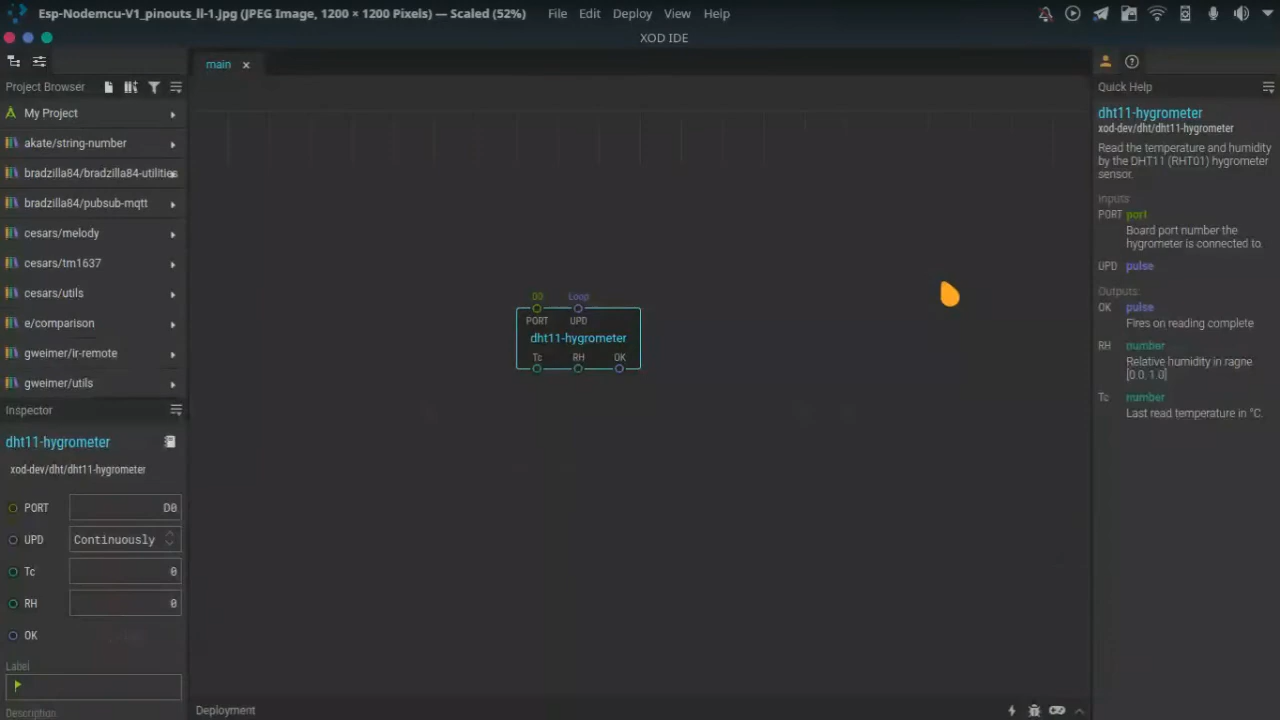 Esp-Nodemcu-V1_pinouts_ll-1.Jpg (JPEG Image, 1200 × 1200 Pixels) — Scaled (52%) File Edit Deploy View Help
XOD IDE
main
Project Browser
My Project
akate/string-number
bradzilla84/bradzilla84-utilities
bradzilla84/pubsub-mqtt
cesars/melody
cesars/tm1637
cesars/utils
e/comparison
gweimer/ir-remote
gweimer/utils
Inspector
dht11-hygrometer
xod-dev/dht/dht11-hygrometer
PORT D0
UPD Continuously
Tc 0
RH 0
OK
Label
Description
D0 Loop
PORT UPD
dht11-hygrometer
Tc RH OK
Deployment
Quick Help
dht11-hygrometer
xod-dev/dht/dht11-hygrometer
Read the temperature and humidity
by the DHT11 (RHT01) hygrometer
sensor.
Inputs:
PORT port
Board port number the
hygrometer is connected to.
UPD pulse
Outputs:
OK pulse
Fires on reading complete
RH number
Relative humidity in ragne
[0.0, 1.0]
Tc number
Last read temperature in °C.